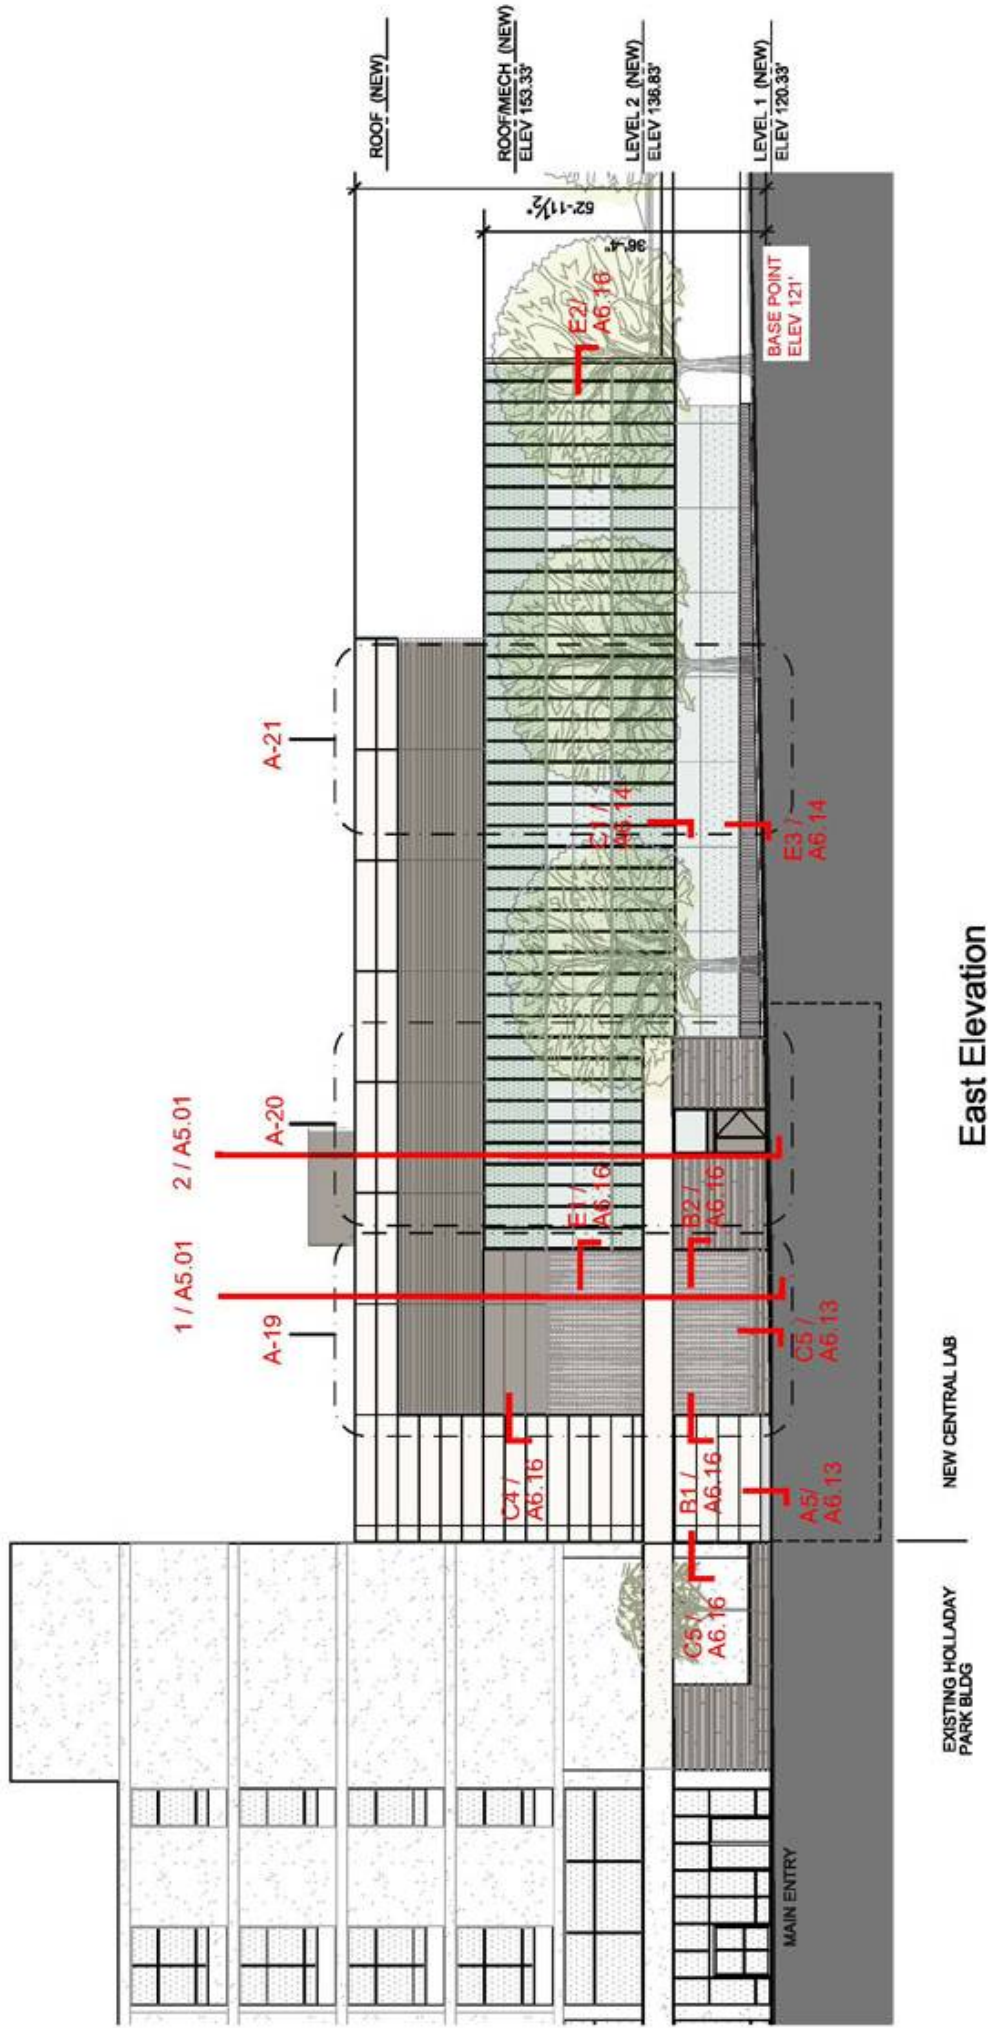 1 / A5.01
2 / A5.01
A-19
A-20
A-21
ROOF (NEW)
ROOF/MECH (NEW)
ELEV 153.33'
LEVEL 2 (NEW)
ELEV 136.83'
LEVEL 1 (NEW)
ELEV 120.33'
52'-11½"
36'-4"
C4 /
A6.16
E1 /
A6.16
E2/
A6.16
C5 /
A6.16
B1 /
A6.16
B2 /
A6.16
C1 /
A6.14
A5/
A6.13
C5 /
A6.13
E3 /
A6.14
BASE POINT
ELEV 121'
MAIN ENTRY
EXISTING HOLLADAY
PARK BLDG
NEW CENTRAL LAB
East Elevation